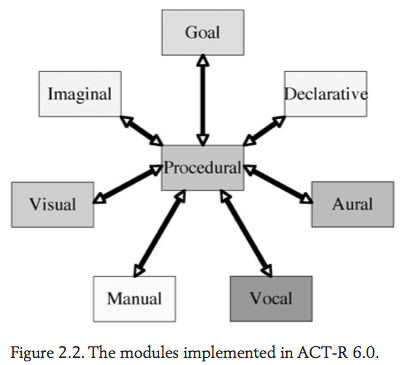 Goal
Imaginal
Declarative
Procedural
Visual
Aural
Manual
Vocal
Figure 2.2. The modules implemented in ACT-R 6.0.